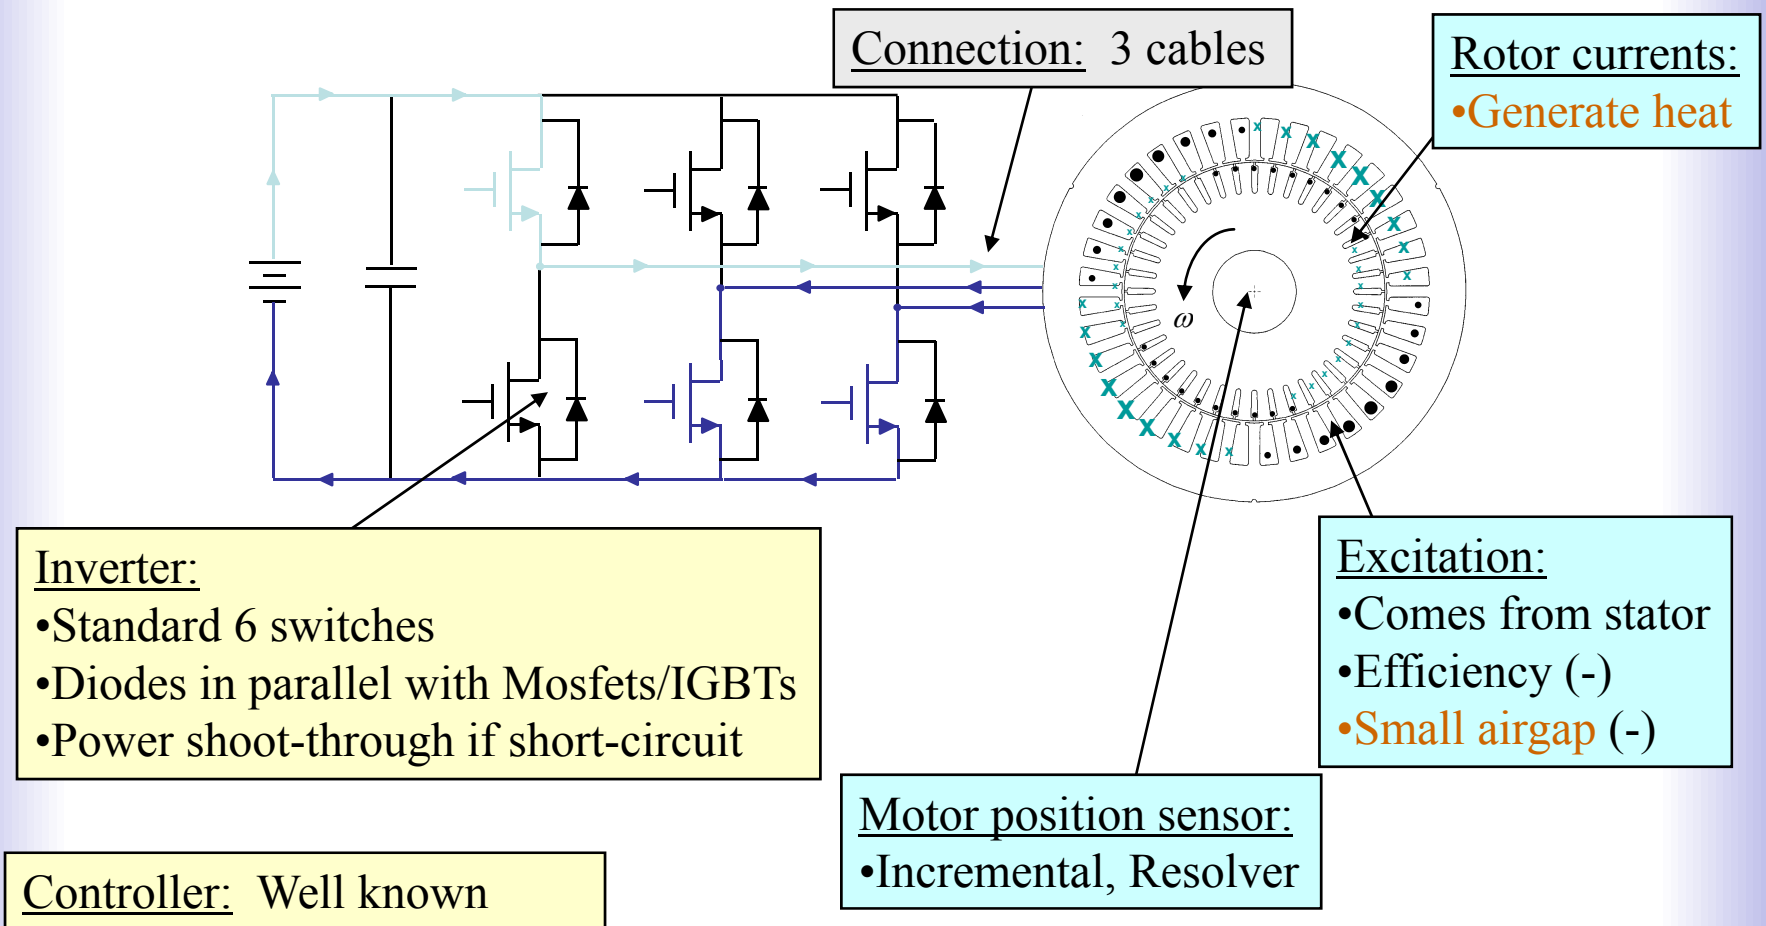 Connection: 3 cables
Rotor currents:
•Generate heat
ω
Inverter:
•Standard 6 switches
•Diodes in parallel with Mosfets/IGBTs
•Power shoot-through if short-circuit
Excitation:
•Comes from stator
•Efficiency (-)
•Small airgap (-)
Motor position sensor:
•Incremental, Resolver
Controller: Well known